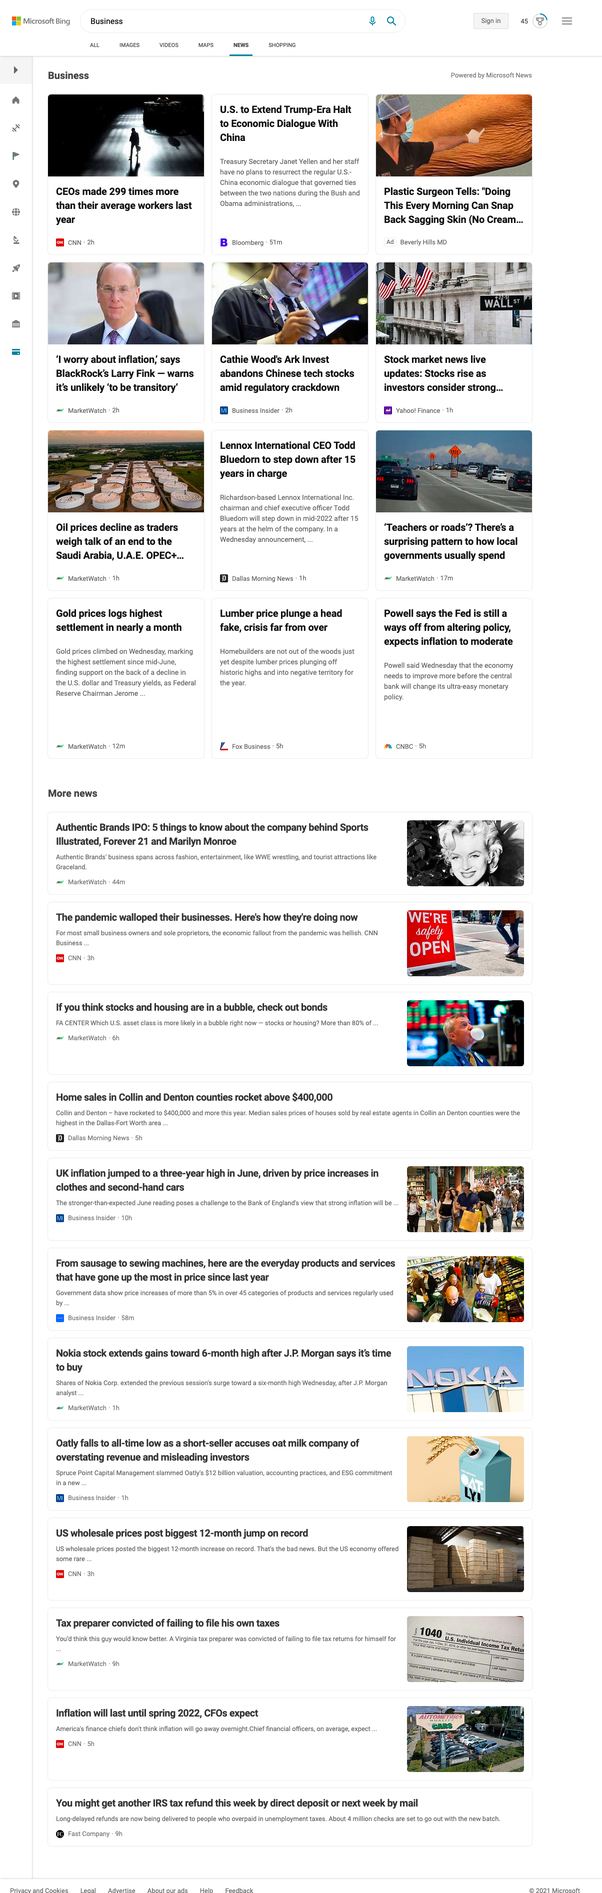 Microsoft Bing
Business
Sign in
45
ALL
IMAGES
VIDEOS
MAPS
NEWS
SHOPPING
Business
Powered by Microsoft News
CEOs made 299 times more
than their average workers last
year
CNN · 2h
U.S. to Extend Trump-Era Halt
to Economic Dialogue With
China
Treasury Secretary Janet Yellen and her staff
have no plans to resurrect the regular U.S.-
China economic dialogue that governed ties
between the two nations during the Bush and
Obama administrations, ...
Bloomberg · 51m
Plastic Surgeon Tells: "Doing
This Every Morning Can Snap
Back Sagging Skin (No Cream...
Ad Beverly Hills MD
'I worry about inflation,' says
BlackRock's Larry Fink — warns
it's unlikely 'to be transitory'
MarketWatch · 2h
Cathie Wood's Ark Invest
abandons Chinese tech stocks
amid regulatory crackdown
Business Insider · 2h
WALL ST
Stock market news live
updates: Stocks rise as
investors consider strong...
Yahoo! Finance · 1h
Oil prices decline as traders
weigh talk of an end to the
Saudi Arabia, U.A.E. OPEC+...
MarketWatch · 1h
Lennox International CEO Todd
Bluedorn to step down after 15
years in charge
Richardson-based Lennox International Inc.
chairman and chief executive officer Todd
Bluedom will step down in mid-2022 after 15
years at the helm of the company. In a
Wednesday announcement, ...
Dallas Morning News · 1h
'Teachers or roads'? There's a
surprising pattern to how local
governments usually spend
MarketWatch · 17m
Gold prices logs highest
settlement in nearly a month
Gold prices climbed on Wednesday, marking
the highest settlement since mid-June,
finding support on the back of a decline in
the U.S. dollar and Treasury yields, as Federal
Reserve Chairman Jerome ...
MarketWatch · 12m
Lumber price plunge a head
fake, crisis far from over
Homebuilders are not out of the woods just
yet despite lumber prices plunging off
historic highs and into negative territory for
the year.
Fox Business · 5h
Powell says the Fed is still a
ways off from altering policy,
expects inflation to moderate
Powell said Wednesday that the economy
needs to improve more before the central
bank will change its ultra-easy monetary
policy.
CNBC · 5h
More news
Authentic Brands IPO: 5 things to know about the company behind Sports
Illustrated, Forever 21 and Marilyn Monroe
Authentic Brands' business spans across fashion, entertainment, like WWE wrestling, and tourist attractions like
Graceland.
MarketWatch · 44m
The pandemic walloped their businesses. Here's how they're doing now
For most small business owners and sole proprietors, the economic fallout from the pandemic was hellish. CNN
Business ...
CNN · 3h
WE'RE
safely
OPEN
If you think stocks and housing are in a bubble, check out bonds
FA CENTER Which U.S. asset class is more likely in a bubble right now — stocks or housing? More than 80% of ...
MarketWatch · 6h
Home sales in Collin and Denton counties rocket above $400,000
Collin and Denton – have rocketed to $400,000 and more this year. Median sales prices of houses sold by real estate agents in Collin an Denton counties were the
highest in the Dallas-Fort Worth area ...
Dallas Morning News · 5h
UK inflation jumped to a three-year high in June, driven by price increases in
clothes and second-hand cars
The stronger-than-expected June reading poses a challenge to the Bank of England's view that strong inflation will be ...
Business Insider · 10h
From sausage to sewing machines, here are the everyday products and services
that have gone up the most in price since last year
Government data show price increases of more than 5% in over 45 categories of products and services regularly used
by ...
Business Insider · 58m
Nokia stock extends gains toward 6-month high after J.P. Morgan says it's time
to buy
Shares of Nokia Corp. extended the previous session's surge toward a six-month high Wednesday, after J.P. Morgan
analyst ...
MarketWatch · 1h
NOKIA
Oatly falls to all-time low as a short-seller accuses oat milk company of
overstating revenue and misleading investors
Spruce Point Capital Management slammed Oatly's $12 billion valuation, accounting practices, and ESG commitment
in a new ...
Business Insider · 1h
OAT
LY!
US wholesale prices post biggest 12-month jump on record
US wholesale prices posted the biggest 12-month increase on record. That's the bad news. But the US economy offered
some rare ...
CNN · 3h
Tax preparer convicted of failing to file his own taxes
You'd think this guy would know better. A Virginia tax preparer was convicted of failing to file tax returns for himself for
...
MarketWatch · 9h
1040
U.S. Individual Income Tax Retu
Inflation will last until spring 2022, CFOs expect
America's finance chiefs don't think inflation will go away overnight.Chief financial officers, on average, expect ...
CNN · 5h
CARS
You might get another IRS tax refund this week by direct deposit or next week by mail
Long-delayed refunds are now being delivered to people who overpaid in unemployment taxes. About 4 million checks are set to go out with the new batch.
Fast Company · 9h
Privacy and Cookies
Legal
Advertise
About our ads
Help
Feedback
© 2021 Microsoft